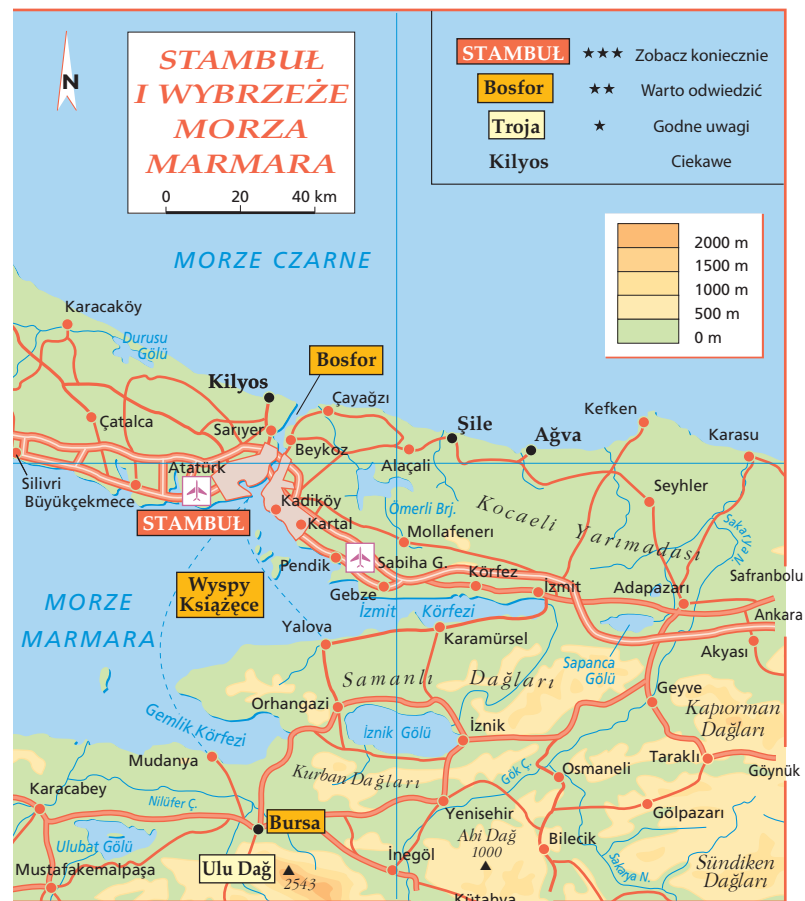 N
STAMBUŁ
I WYBRZEŻE
MORZA
MARMARA
0 20 40 km
STAMBUŁ ★★★ Zobacz koniecznie
Bosfor ★★ Warto odwiedzić
Troja ★ Godne uwagi
Kilyos Ciekawe
2000 m
1500 m
1000 m
500 m
0 m
MORZE CZARNE
Karacaköy
Durusu
Gölü
Bosfor
Kilyos
Çayağzı
Kefken
Çatalca
Sarıyer
Şile
Ağva
Karasu
Beykoz
Alaçali
Atatürk
Silivri
Büyükçekmece
Seyhler
Kadiköy
Ömerli Brj.
Kocaeli Yarımadası
Sakarya
N.
STAMBUŁ
Kartal
Mollafenerı
Pendik
Sabiha G.
Körfez
Wyspy
Książęce
Gebze
İzmit
Adapazarı
Safranbolu
MORZE
MARMARA
İzmit Körfezi
Ankara
Yalova
Karamürsel
Akyası
Sapanca
Gölü
Samanlı Dağları
Orhangazi
Geyve
Kapıorman
Dağları
Gemlik Körfezi
İznik Gölü
İznik
Mudanya
Taraklı
Göynük
Kurban Dağları
Gök Ç.
Osmaneli
Karacabey
Nilüfer Ç.
Yenisehir
Gölpazarı
Bursa
Ulubat Gölü
Ahi Dağ
1000
Bilecik
İnegöl
Ulu Dağ
2543
Mustafakemalpaşa
Sakarya N.
Sündiken
Dağları
Kütahya